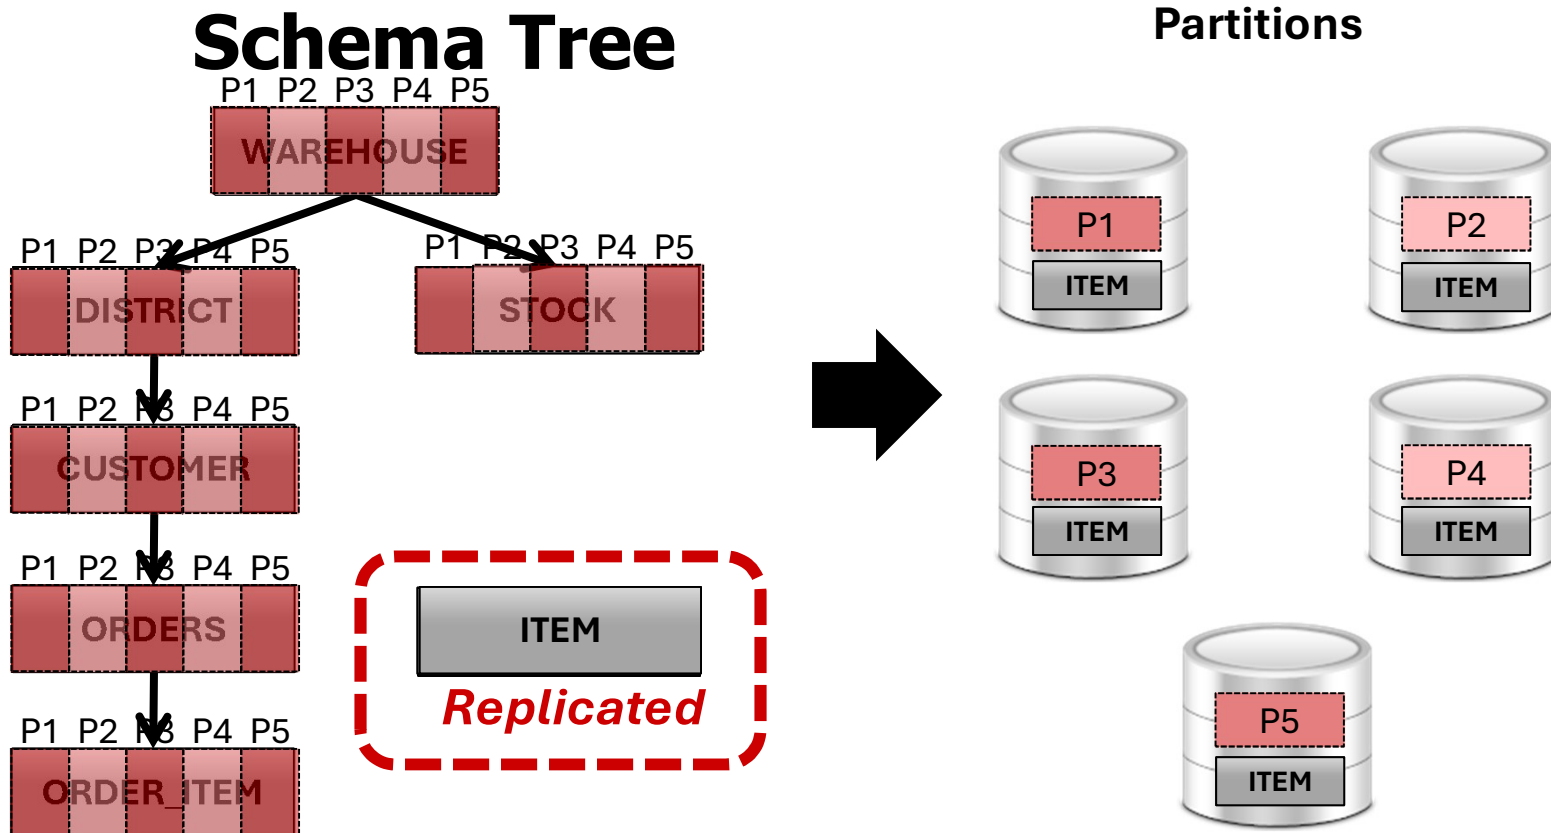 Schema Tree
P1 P2 P3 P4 P5
WAREHOUSE
P1 P2 P3 P4 P5
DISTRICT
P1 P2 P3 P4 P5
STOCK
P1 P2 P3 P4 P5
CUSTOMER
P1 P2 P3 P4 P5
ORDERS
P1 P2 P3 P4 P5
ORDER_ITEM
ITEM
Replicated
Partitions
P1
ITEM
P2
ITEM
P3
ITEM
P4
ITEM
P5
ITEM